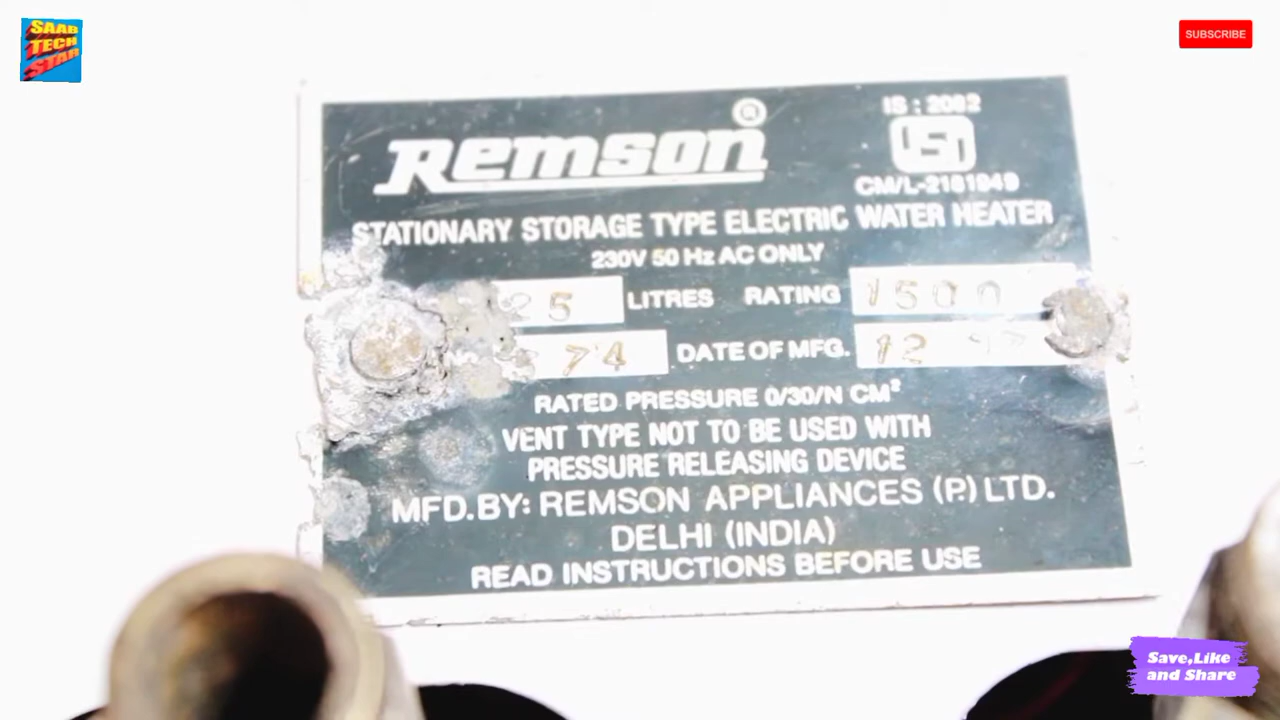 SAAB
TECH
STAR
SUBSCRIBE
Remson®
IS : 2082
ISI
CM/L-2181949
STATIONARY STORAGE TYPE ELECTRIC WATER HEATER
230V 50 Hz AC ONLY
25 LITRES RATING 1500
74 DATE OF MFG. 12
RATED PRESSURE 0/30/N CM²
VENT TYPE NOT TO BE USED WITH
PRESSURE RELEASING DEVICE
MFD.BY: REMSON APPLIANCES (P.) LTD.
DELHI (INDIA)
READ INSTRUCTIONS BEFORE USE
Save,Like
and Share